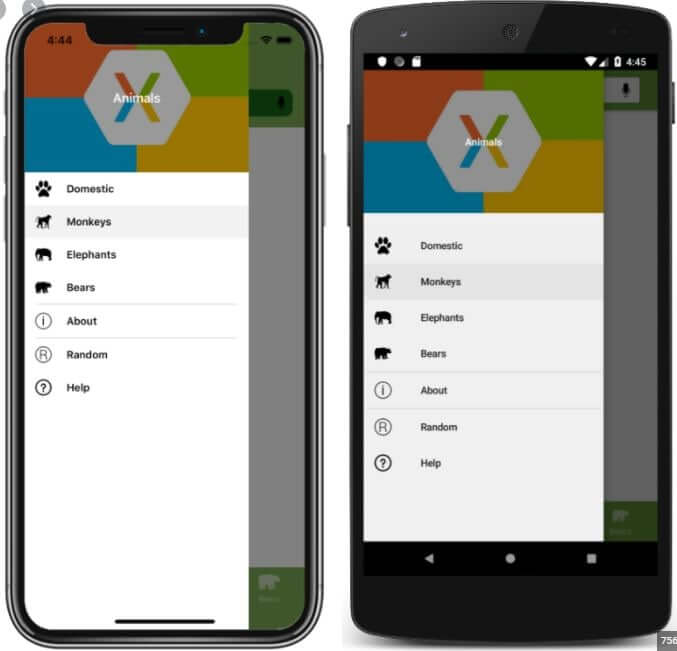 4:44
Animals
Domestic
Monkeys
Elephants
Bears
About
Random
Help
4:45
Animals
Domestic
Monkeys
Elephants
Bears
About
Random
Help
756